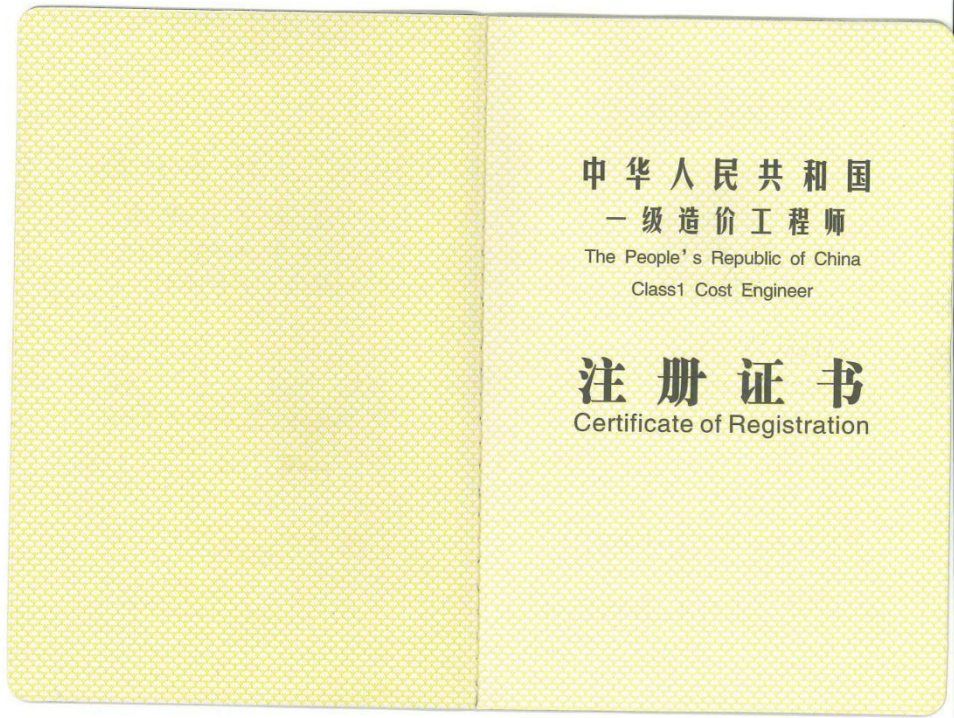 中华人民共和国
一级造价工程师
The People's Republic of China
Class1 Cost Engineer
注册证书
Certificate of Registration